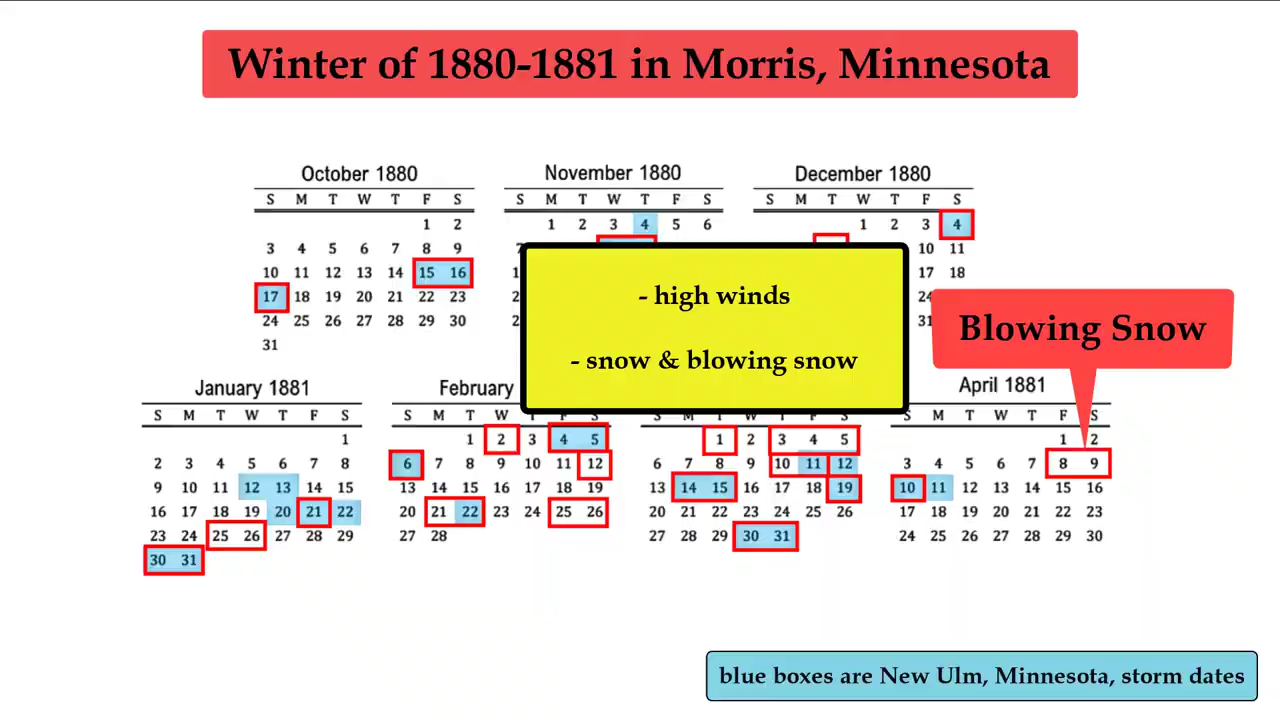 Winter of 1880-1881 in Morris, Minnesota
October 1880
S M T W T F S
1 2
3 4 5 6 7 8 9
10 11 12 13 14 15 16
17 18 19 20 21 22 23
24 25 26 27 28 29 30
31
November 1880
S M T W T F S
1 2 3 4 5 6
December 1880
S M T W T F S
1 2 3 4
10 11
17 18
- high winds
- snow & blowing snow
Blowing Snow
January 1881
S M T W T F S
1
2 3 4 5 6 7 8
9 10 11 12 13 14 15
16 17 18 19 20 21 22
23 24 25 26 27 28 29
30 31
February
S M T W T F S
1 2 3 4 5
6 7 8 9 10 11 12
13 14 15 16 17 18 19
20 21 22 23 24 25 26
27 28
S M T W T F S
1 2 3 4 5
6 7 8 9 10 11 12
13 14 15 16 17 18 19
20 21 22 23 24 25 26
27 28 29 30 31
April 1881
S M T W T F S
1 2
3 4 5 6 7 8 9
10 11 12 13 14 15 16
17 18 19 20 21 22 23
24 25 26 27 28 29 30
blue boxes are New Ulm, Minnesota, storm dates